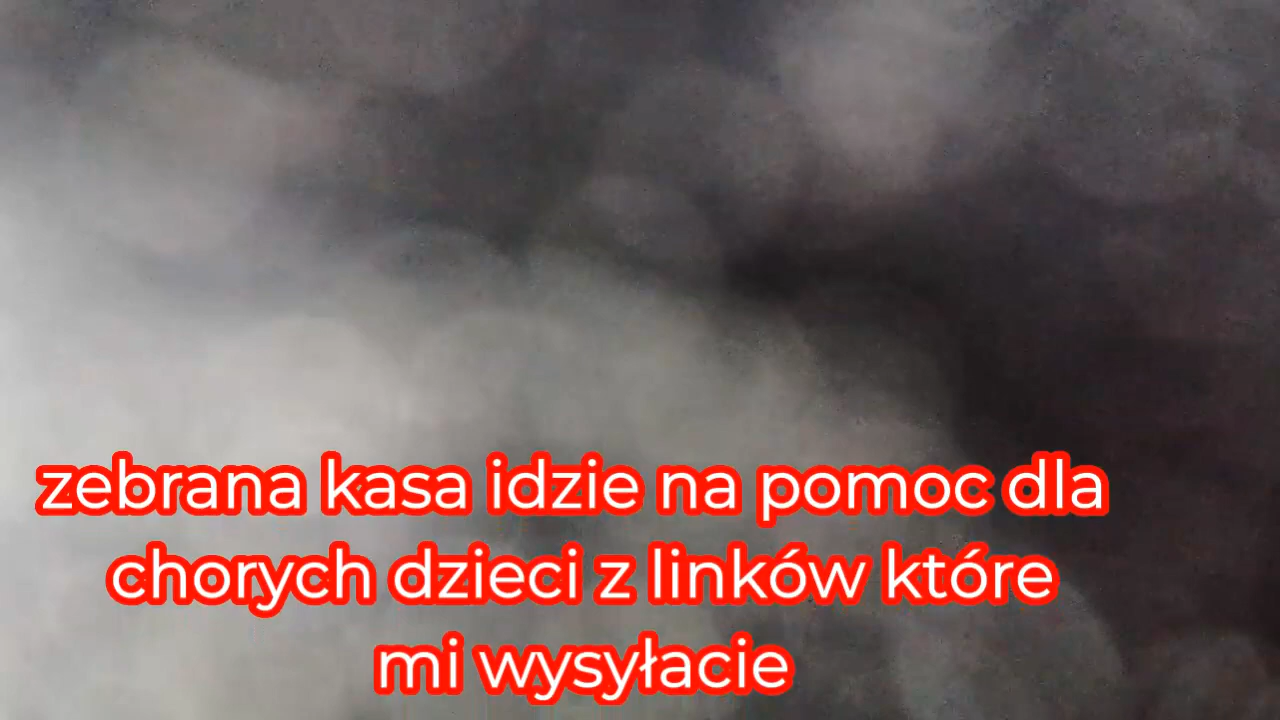 zebrana kasa idzie na pomoc dla
chorych dzieci z linków które
mi wysyłacie